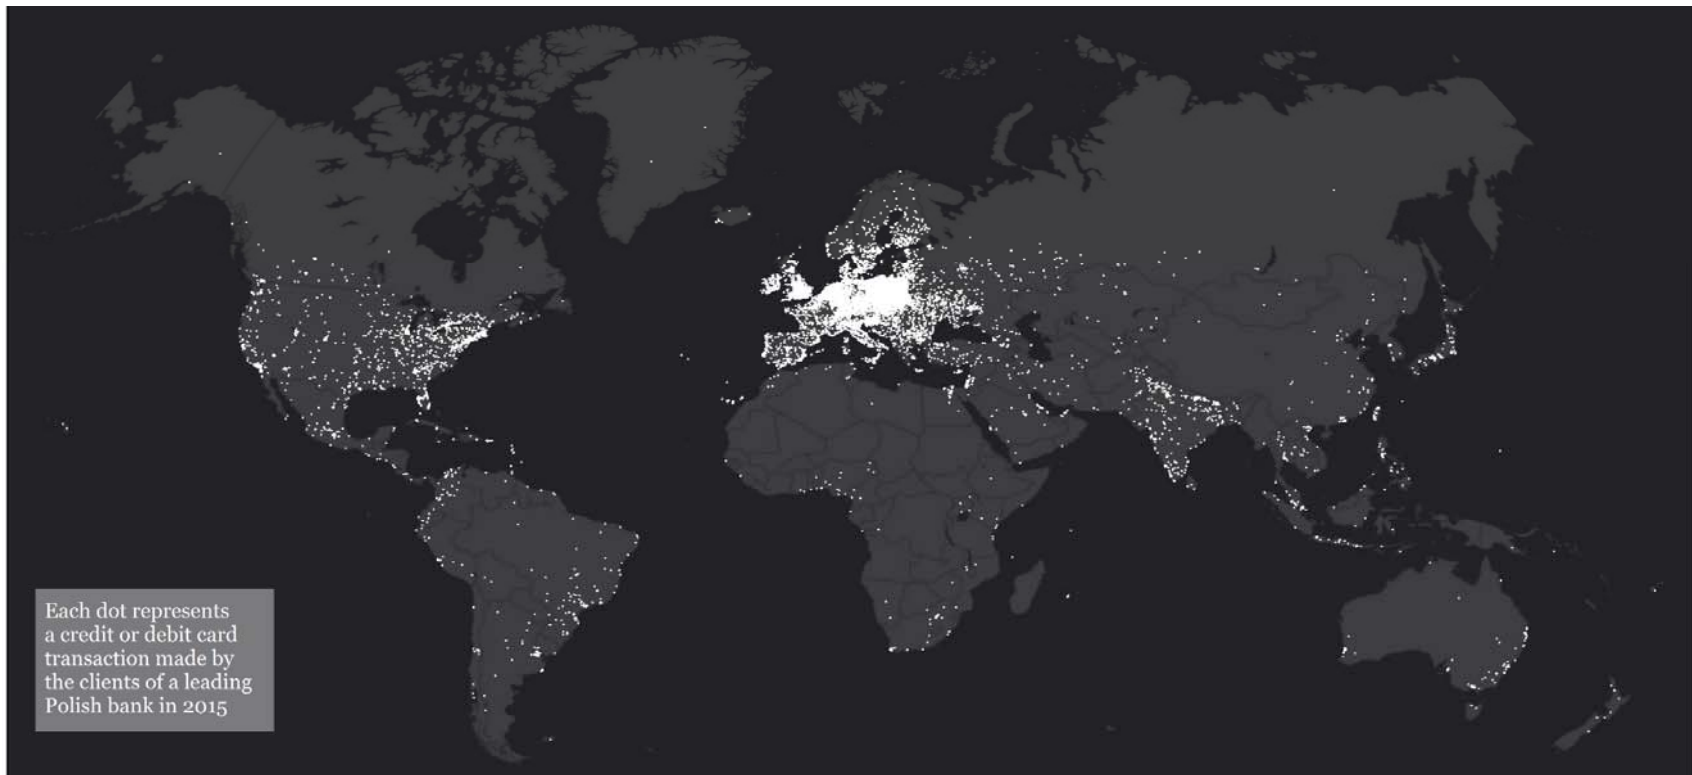 Each dot represents
a credit or debit card
transaction made by
the clients of a leading
Polish bank in 2015